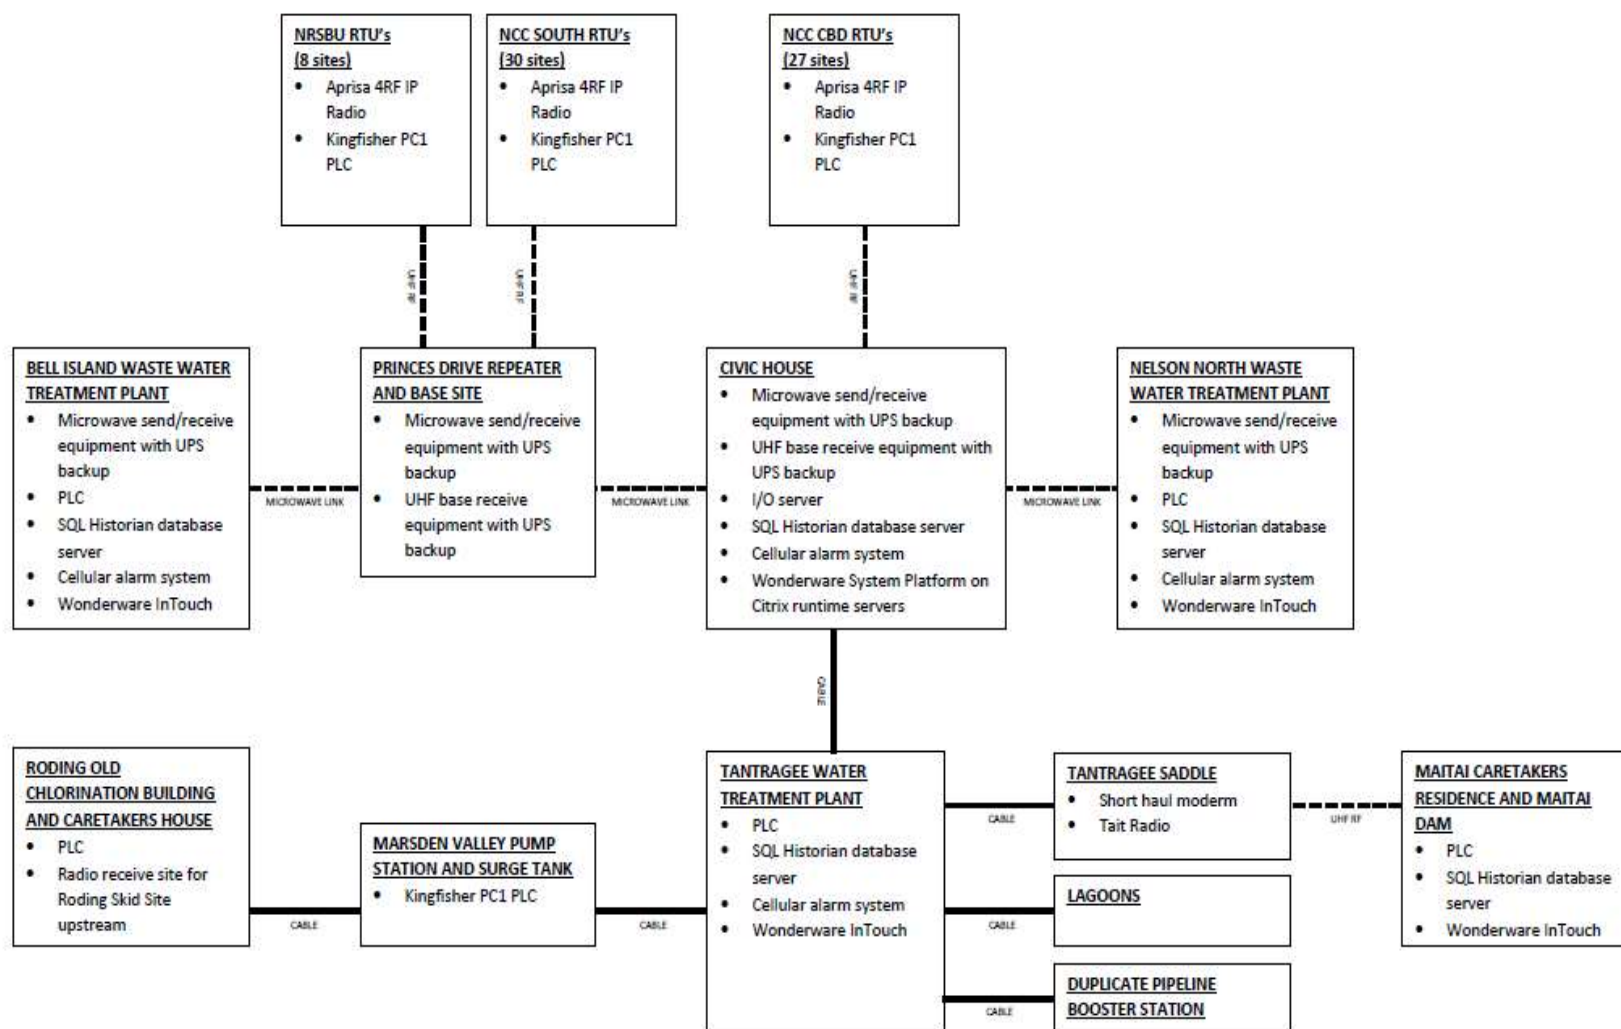 NRSBU RTU's
(8 sites)
• Aprisa 4RF IP
Radio
• Kingfisher PC1
PLC
NCC SOUTH RTU's
(30 sites)
• Aprisa 4RF IP
Radio
• Kingfisher PC1
PLC
NCC CBD RTU's
(27 sites)
• Aprisa 4RF IP
Radio
• Kingfisher PC1
PLC
UHF RF
UHF RF
UHF RF
BELL ISLAND WASTE WATER
TREATMENT PLANT
• Microwave send/receive
equipment with UPS
backup
• PLC
• SQL Historian database
server
• Cellular alarm system
• Wonderware InTouch
MICROWAVE LINK
PRINCES DRIVE REPEATER
AND BASE SITE
• Microwave send/receive
equipment with UPS
backup
• UHF base receive
equipment with UPS
backup
MICROWAVE LINK
CIVIC HOUSE
• Microwave send/receive
equipment with UPS backup
• UHF base receive equipment with
UPS backup
• I/O server
• SQL Historian database server
• Cellular alarm system
• Wonderware System Platform on
Citrix runtime servers
MICROWAVE LINK
NELSON NORTH WASTE
WATER TREATMENT PLANT
• Microwave send/receive
equipment with UPS
backup
• PLC
• SQL Historian database
server
• Cellular alarm system
• Wonderware InTouch
CABLE
RODING OLD
CHLORINATION BUILDING
AND CARETAKERS HOUSE
• PLC
• Radio receive site for
Roding Skid Site
upstream
CABLE
MARSDEN VALLEY PUMP
STATION AND SURGE TANK
• Kingfisher PC1 PLC
CABLE
TANTRAGEE WATER
TREATMENT PLANT
• PLC
• SQL Historian database
server
• Cellular alarm system
• Wonderware InTouch
CABLE
TANTRAGEE SADDLE
• Short haul moderm
• Tait Radio
UHF RF
MAITAI CARETAKERS
RESIDENCE AND MAITAI
DAM
• PLC
• SQL Historian database
server
• Wonderware InTouch
CABLE
LAGOONS
CABLE
DUPLICATE PIPELINE
BOOSTER STATION